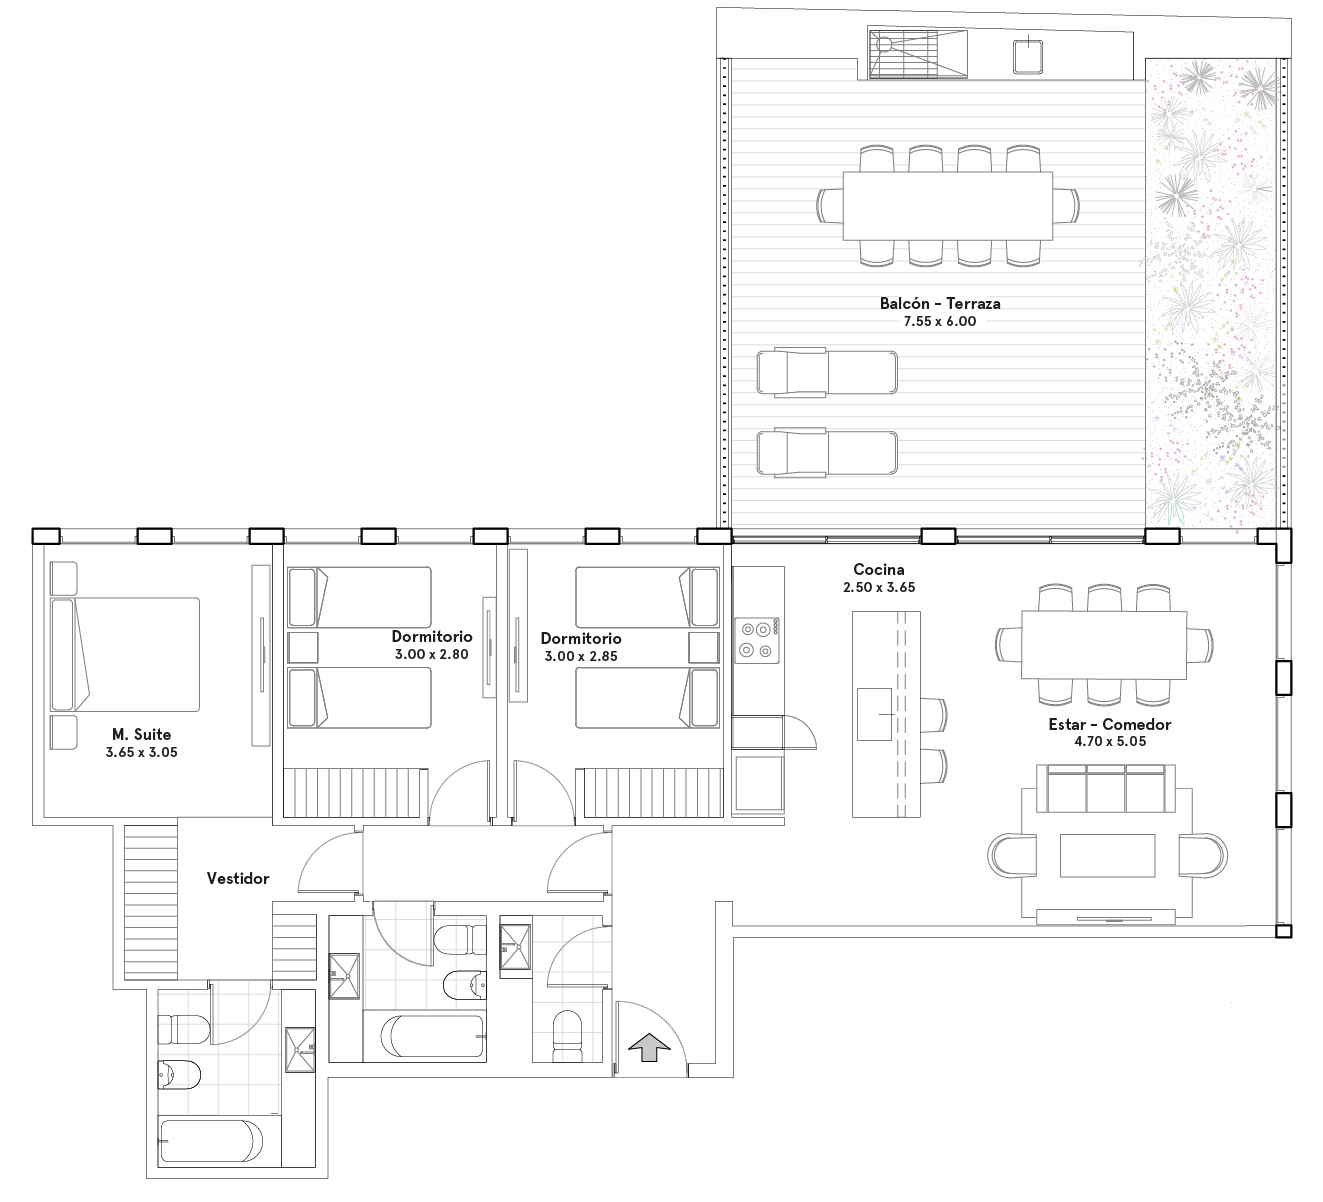 Balcón - Terraza
7.55 x 6.00
Cocina
2.50 x 3.65
Dormitorio
3.00 x 2.80
Dormitorio
3.00 x 2.85
M. Suite
3.65 x 3.05
Estar - Comedor
4.70 x 5.05
Vestidor